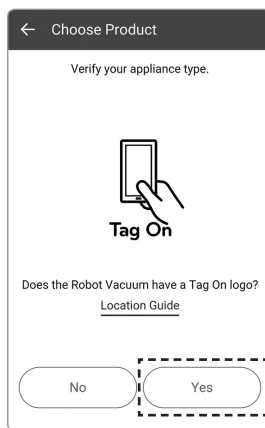 ← Choose Product
Verify your appliance type.
Tag On
Does the Robot Vacuum have a Tag On logo?
Location Guide
No
Yes